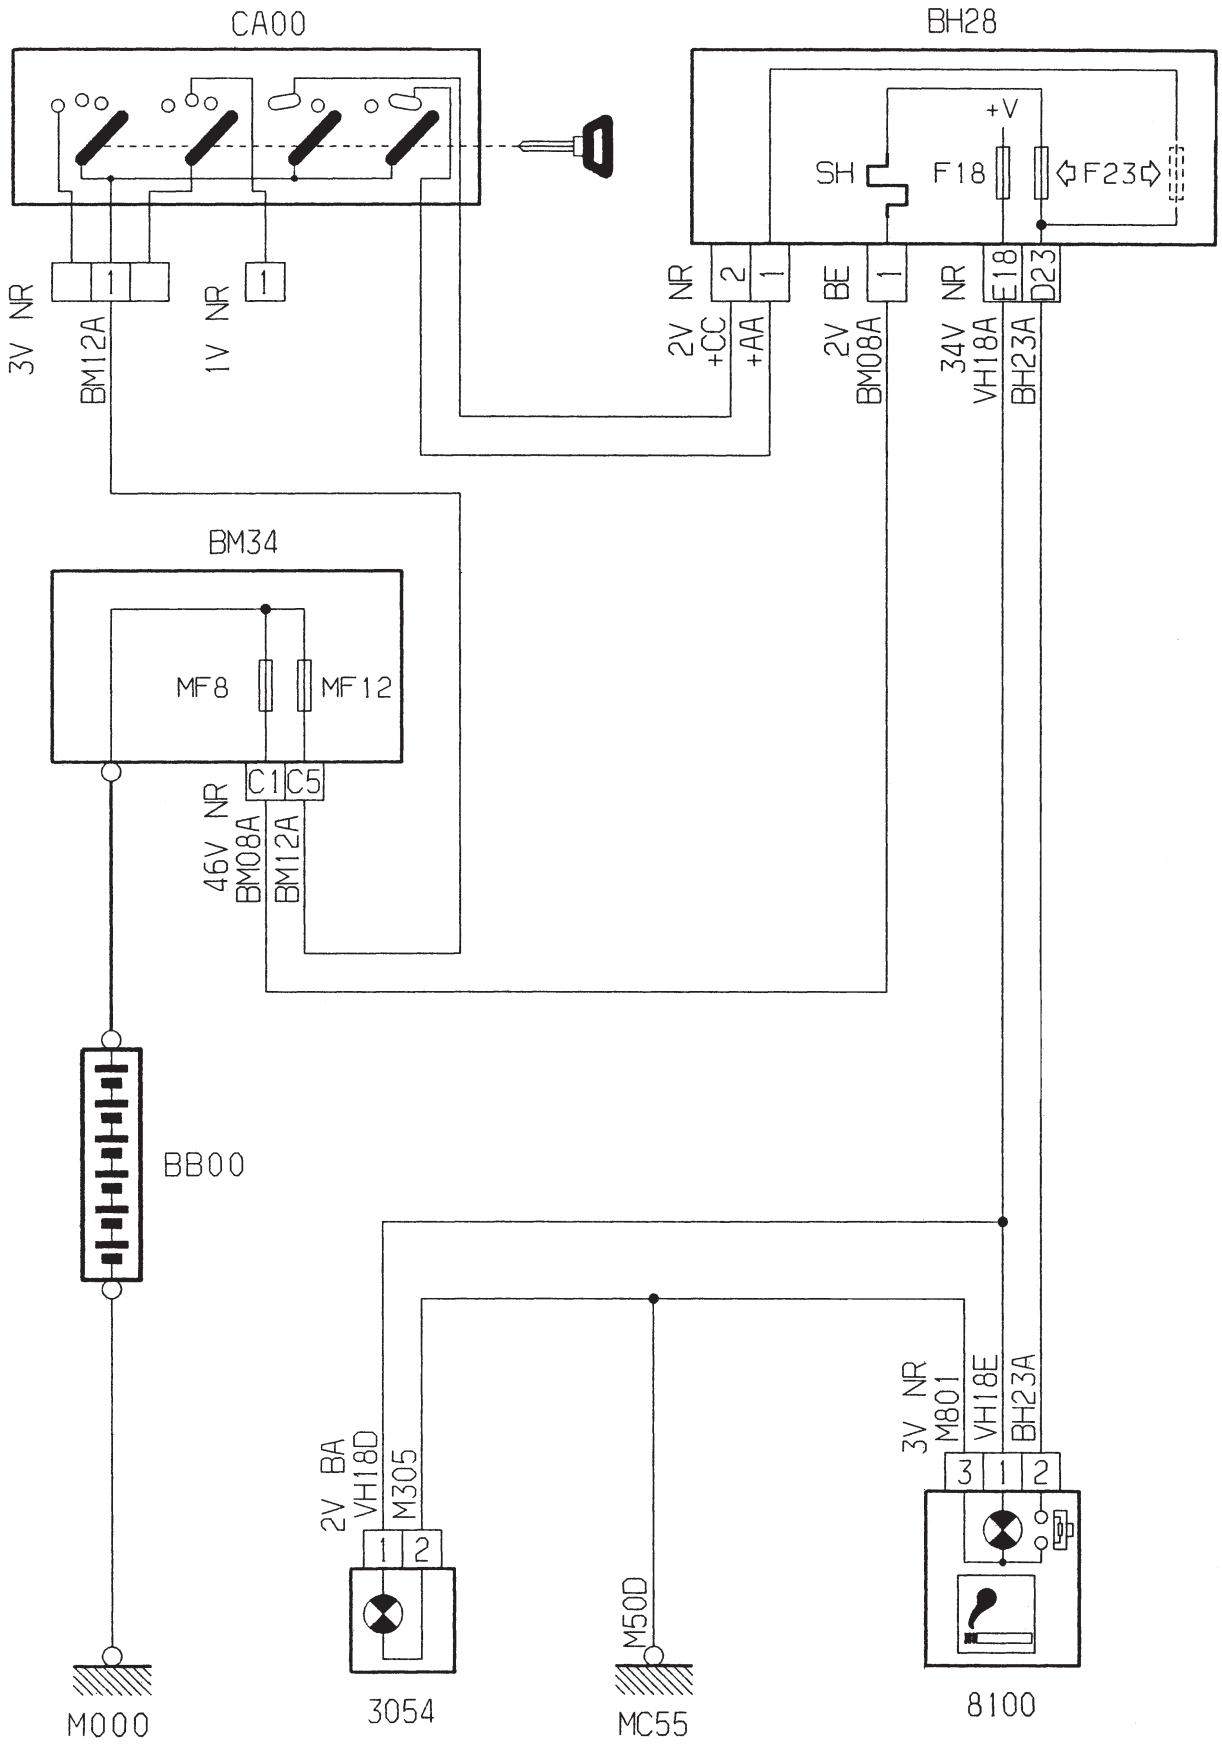 CA00
BH28
+V
SH
F18
F23
1
1
2
1
1
E18
D23
3V NR
BM12A
1V NR
2V NR
+CC
+AA
2V BE
BM08A
34V NR
VH18A
BH23A
BM34
MF8
MF12
C1
C5
46V NR
BM08A
BM12A
BB00
2V BA
VH18D
M305
3V NR
M801
VH18E
BH23A
3
1
2
1
2
M50D
M000
3054
MC55
8100